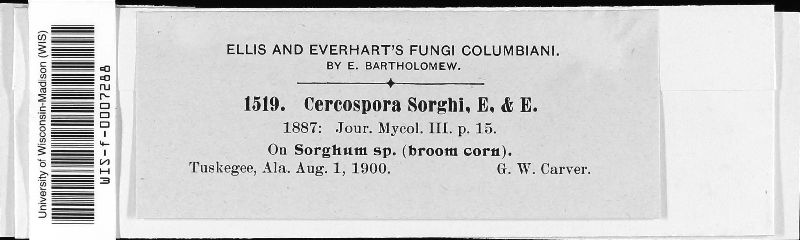 University of Wisconsin-Madison (WIS)
WIS-f-0007288
ELLIS AND EVERHART'S FUNGI COLUMBIANI.
BY E. BARTHOLOMEW.
1519. Cercospora Sorghi, E. & E.
1887: Jour. Mycol. III. p. 15.
On Sorghum sp. (broom corn).
Tuskegee, Ala. Aug. 1, 1900. G. W. Carver.